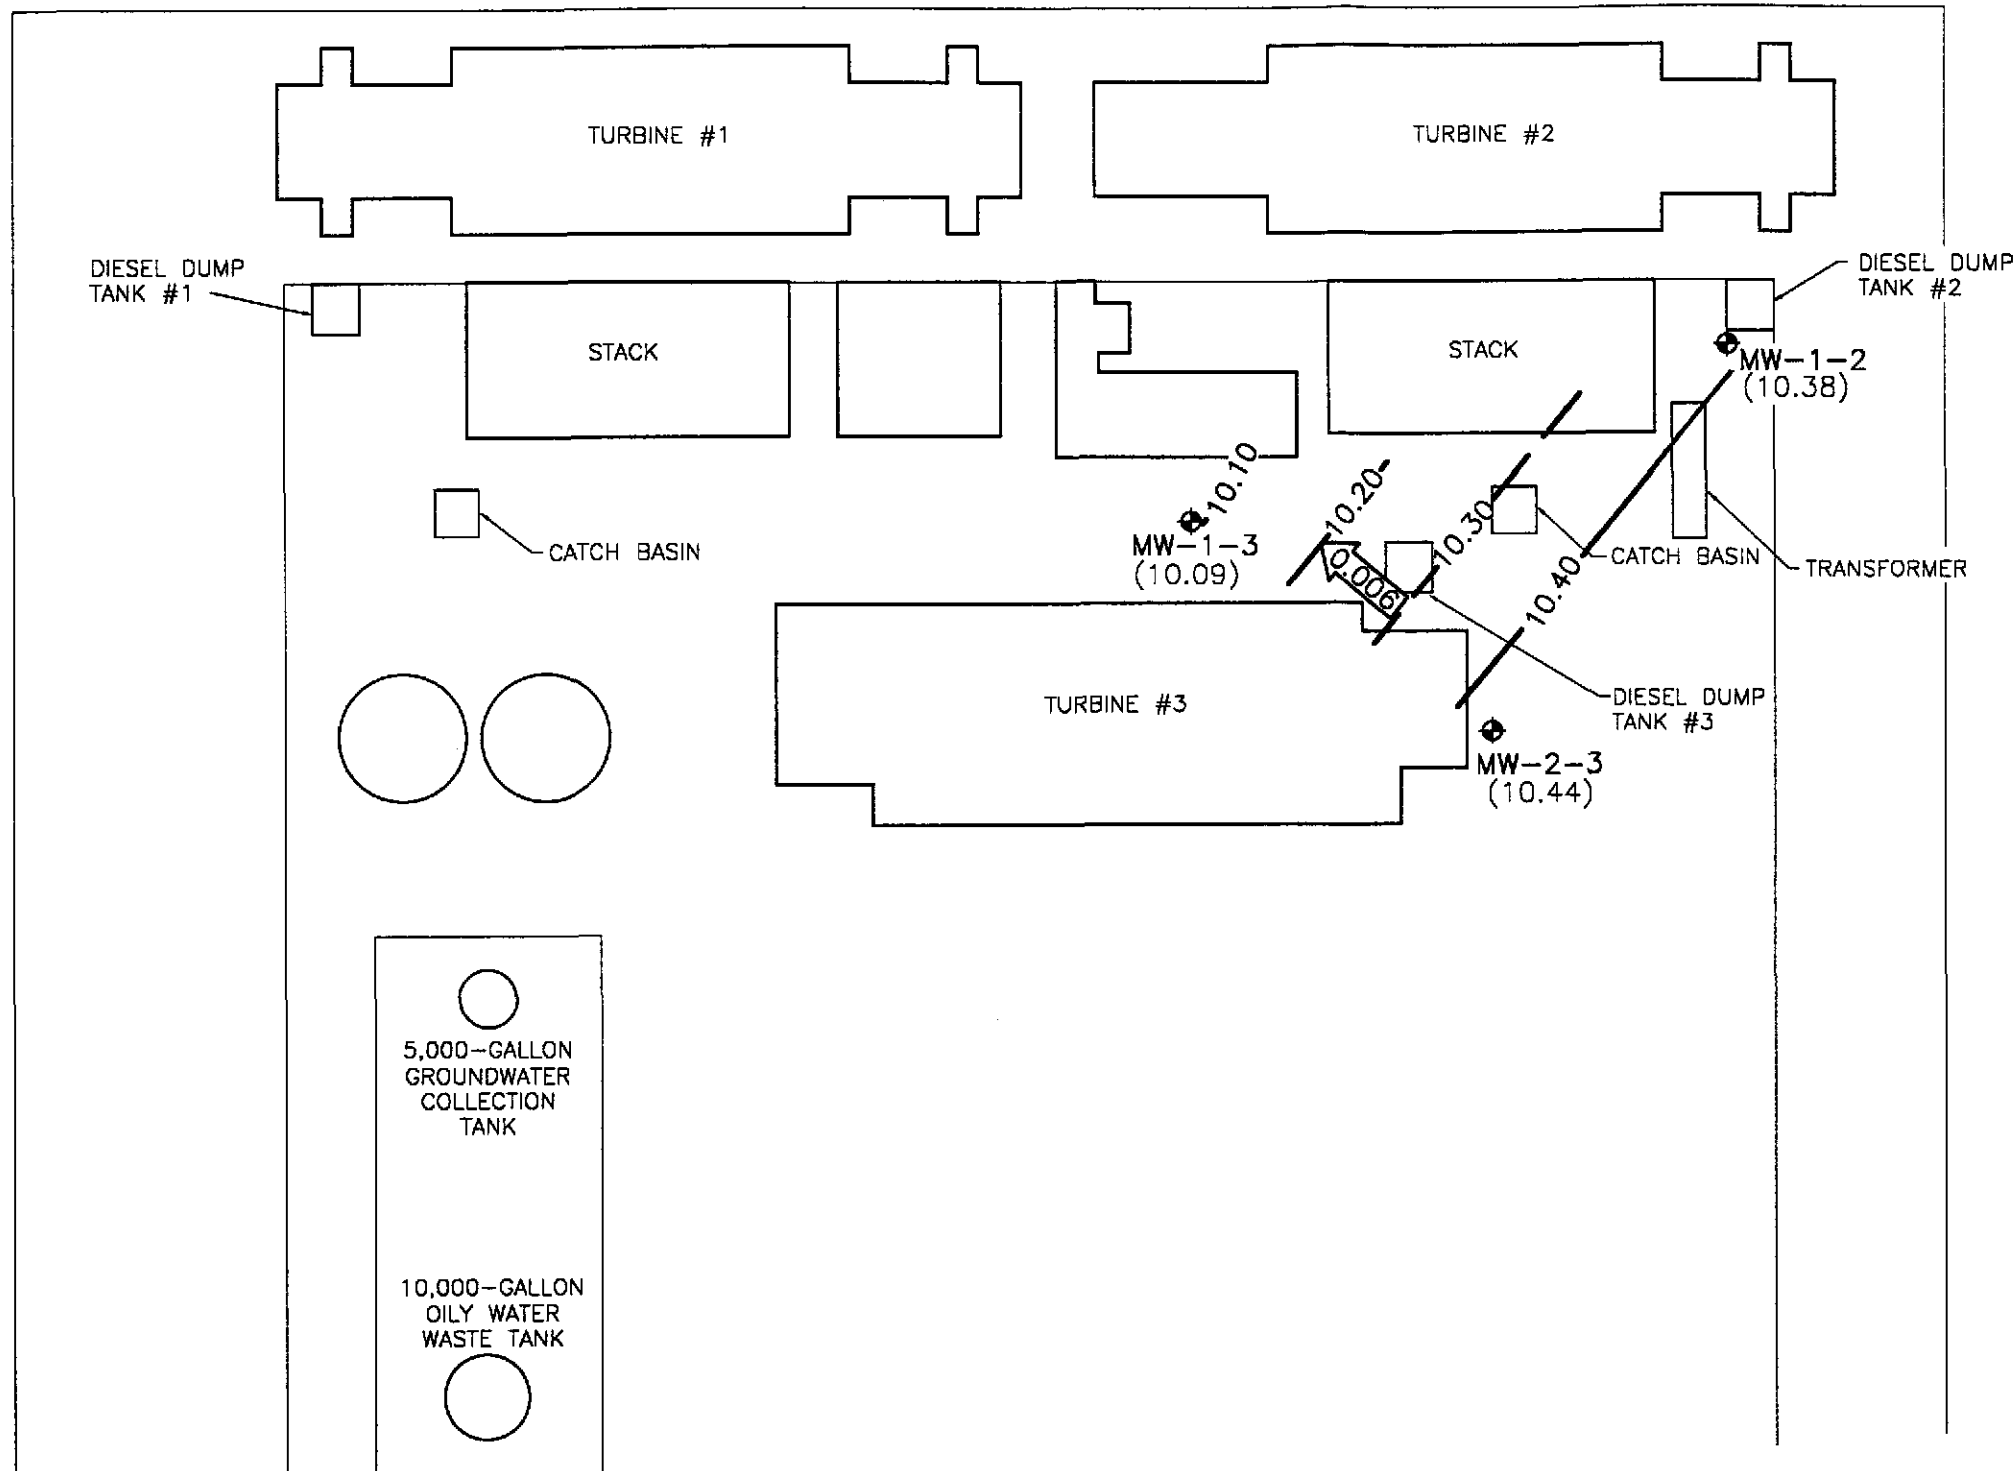 TURBINE #1
TURBINE #2
DIESEL DUMP
TANK #1
DIESEL DUMP
TANK #2
STACK
STACK
MW-1-2
(10.38)
10.10
10.20
10.30
10.40
CATCH BASIN
MW-1-3
(10.09)
0.006
CATCH BASIN
TRANSFORMER
TURBINE #3
DIESEL DUMP
TANK #3
MW-2-3
(10.44)
5,000-GALLON
GROUNDWATER
COLLECTION
TANK
10,000-GALLON
OILY WATER
WASTE TANK